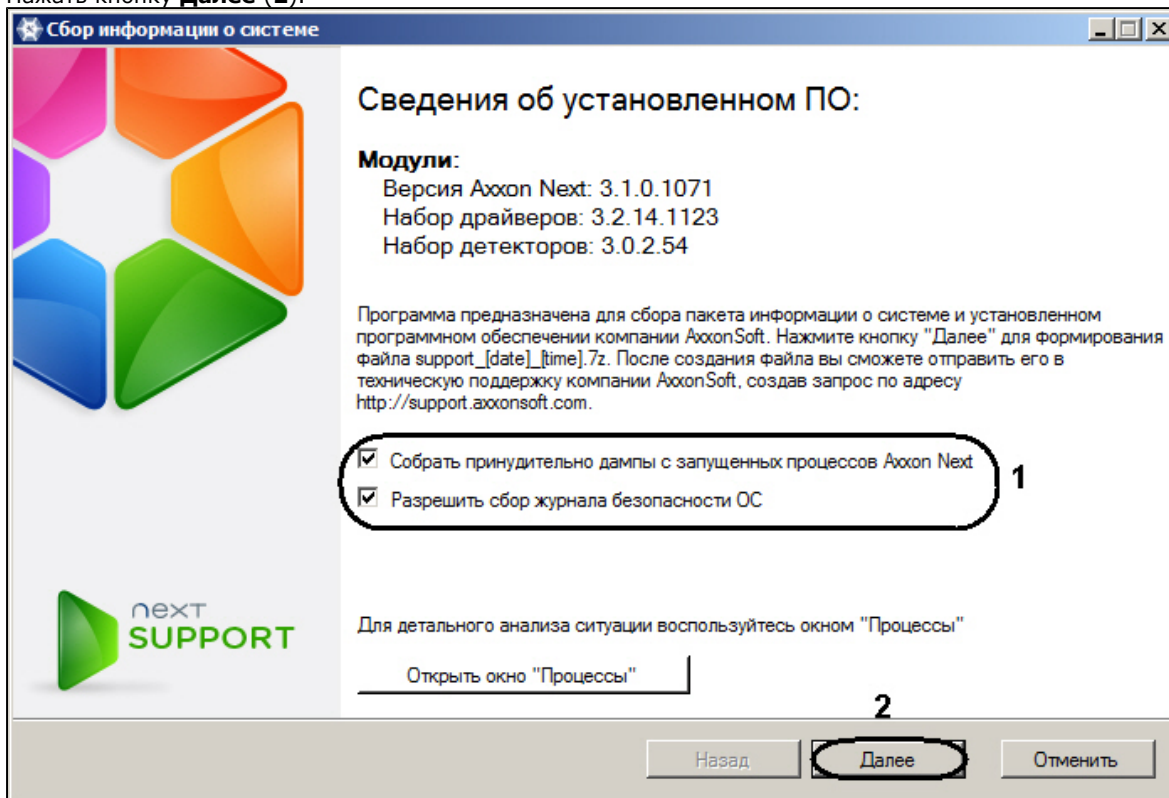 Нажать кнопку Далее (2).
Сбор информации о системе
Сведения об установленном ПО:
Модули:
Версия Axxon Next: 3.1.0.1071
Набор драйверов: 3.2.14.1123
Набор детекторов: 3.0.2.54
Программа предназначена для сбора пакета информации о системе и установленном
программном обеспечении компании AxxonSoft. Нажмите кнопку "Далее" для формирования
файла support_[date]_[time].7z. После создания файла вы сможете отправить его в
техническую поддержку компании AxxonSoft, создав запрос по адресу
http://support.axxonsoft.com.
Собрать принудительно дампы с запущенных процессов Axxon Next
1
Разрешить сбор журнала безопасности ОС
next
SUPPORT
Для детального анализа ситуации воспользуйтесь окном "Процессы"
Открыть окно "Процессы"
2
Назад
Далее
Отменить